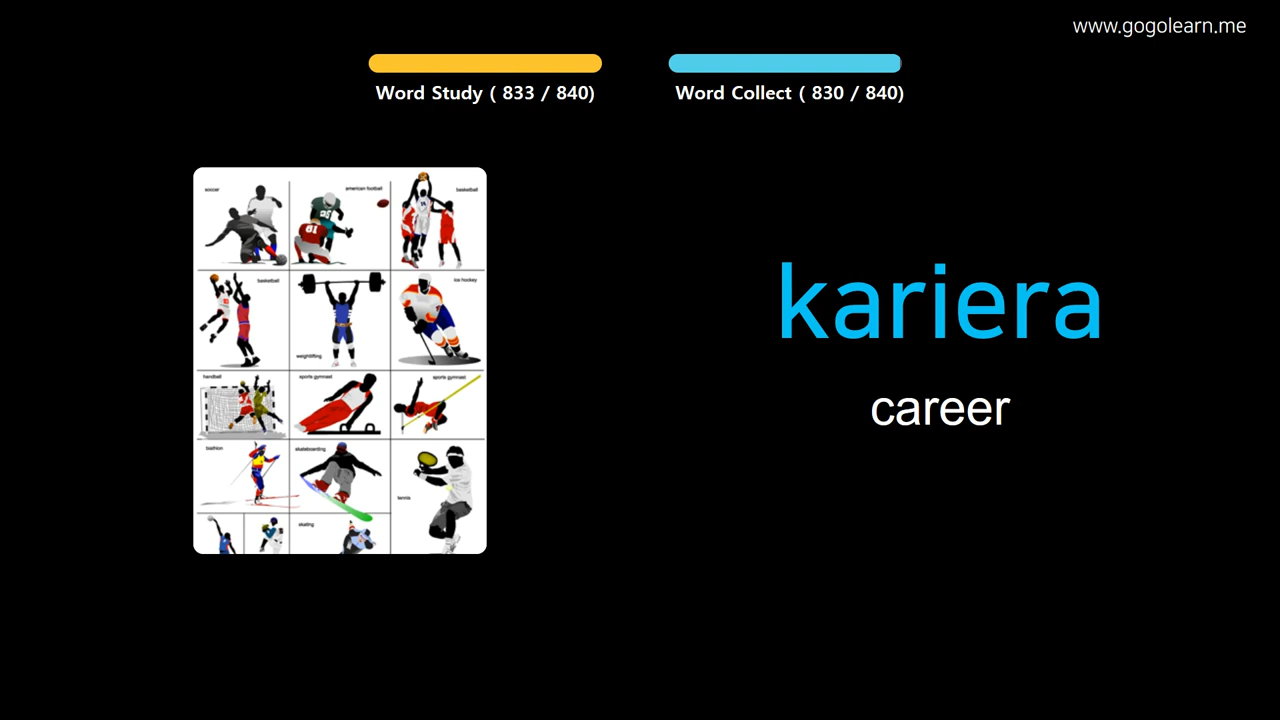 www.gogolearn.me
Word Study ( 833 / 840)
Word Collect ( 830 / 840)
soccer
american football
basketball
basketball
weightlifting
ice hockey
handball
sports gymnast
sports gymnast
biathlon
skateboarding
tennis
skating
kariera
career